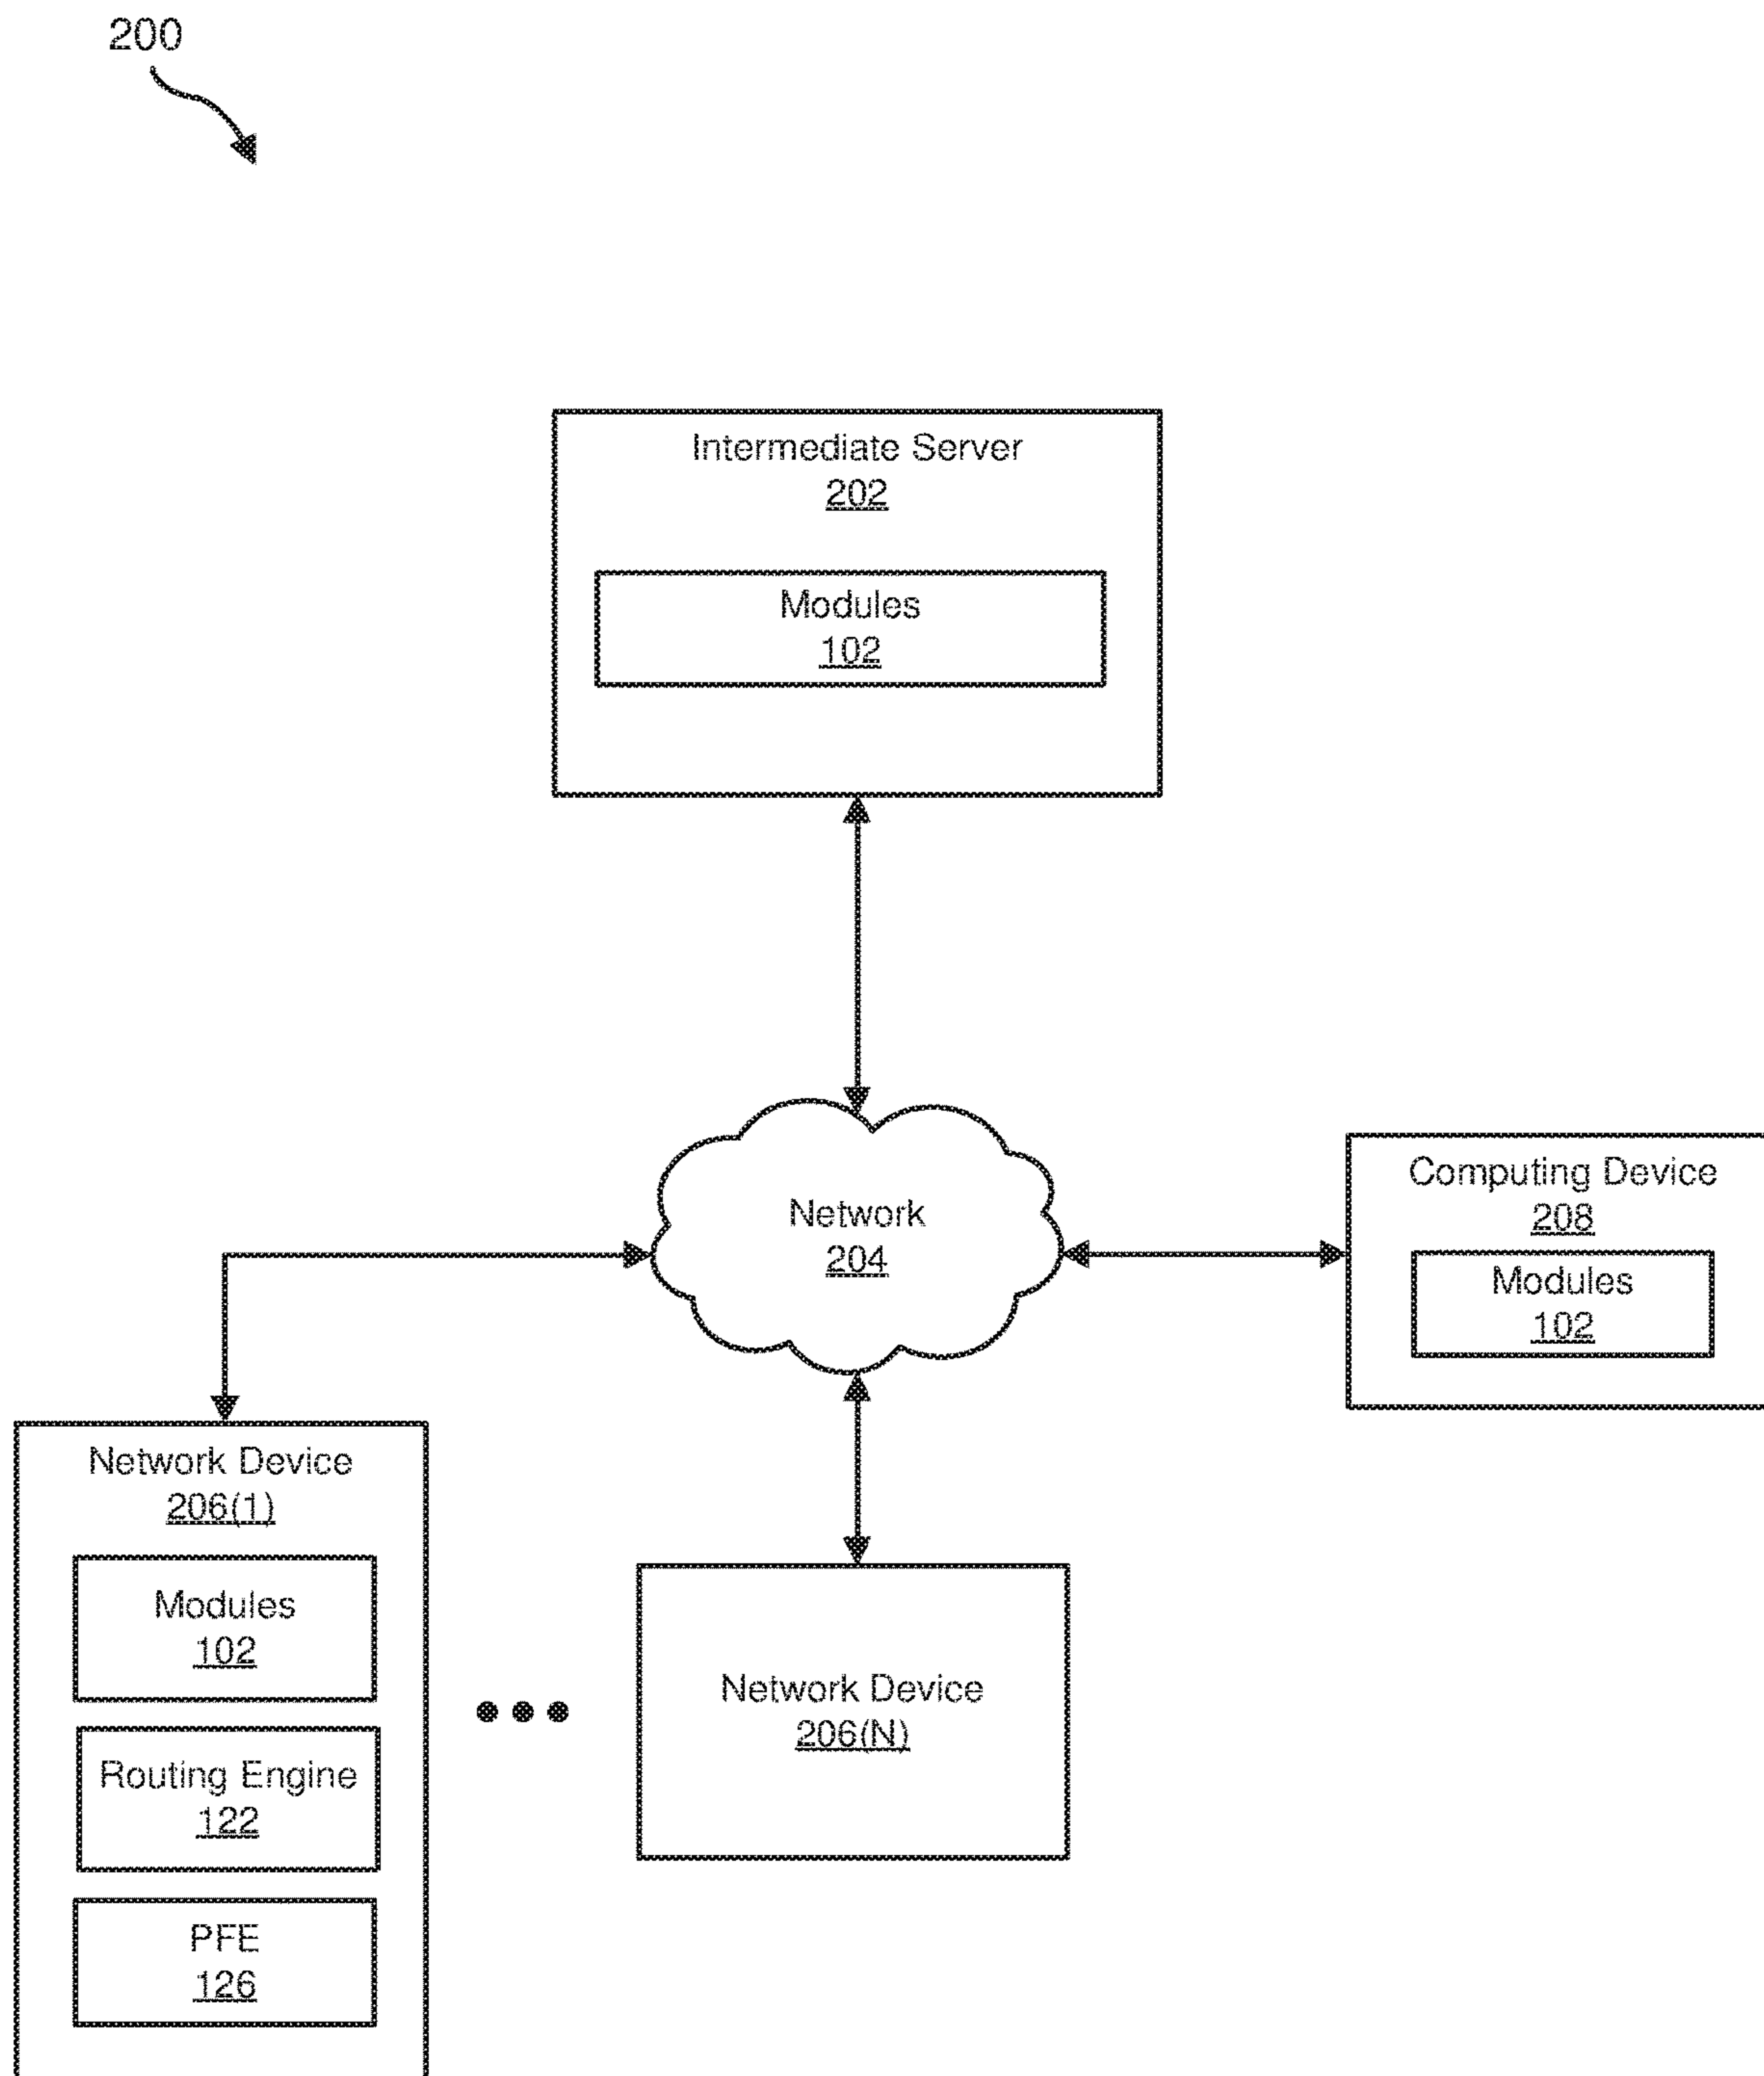 200
Intermediate Server
202
Modules
102
Network
204
Computing Device
208
Modules
102
Network Device
206(1)
Modules
102
Routing Engine
122
PFE
126
Network Device
206(N)